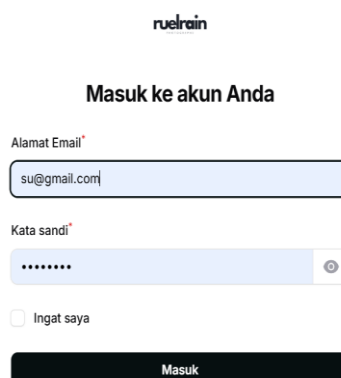 ruelrain
Masuk ke akun Anda
Alamat Email*
su@gmail.com
Kata sandi*
••••••••
Ingat saya
Masuk